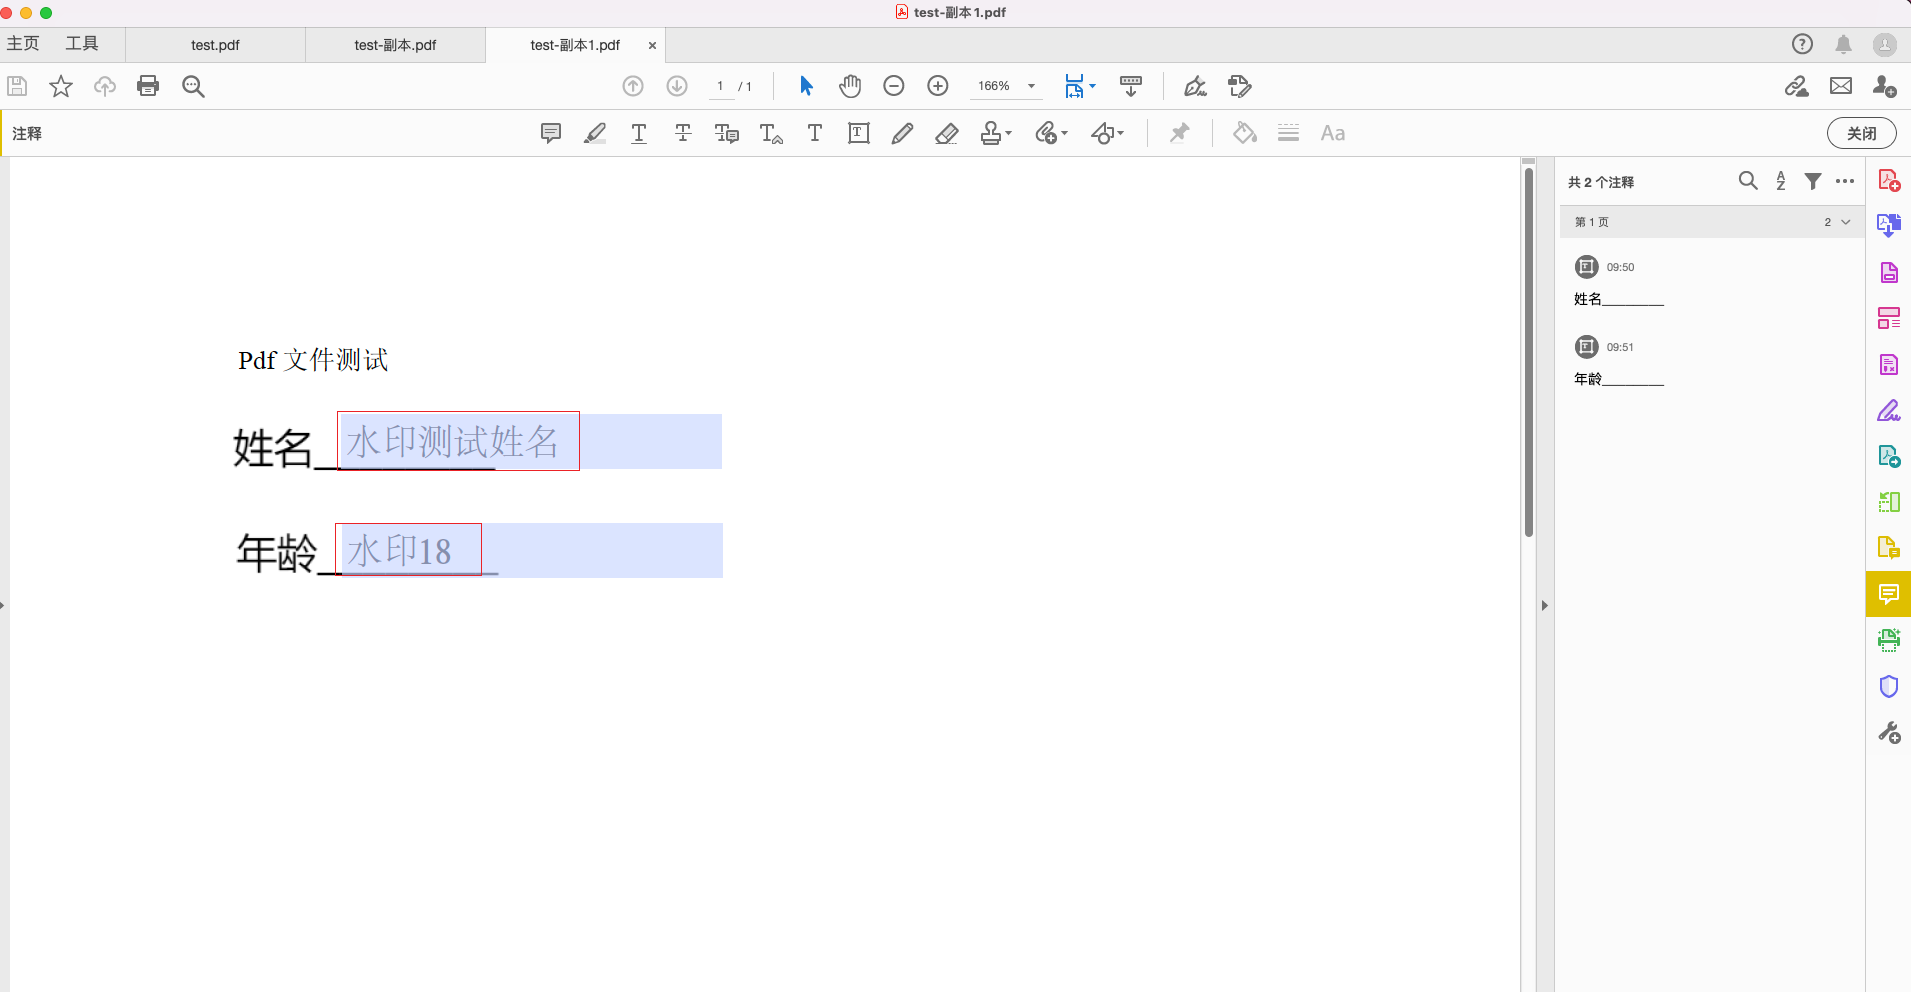 test-副本1.pdf
主页 工具 test.pdf test-副本.pdf test-副本1.pdf ×
1 / 1 166%
注释 Aa 关闭
共 2 个注释
第 1 页 2
09:50
姓名_________
09:51
年龄_________
Pdf 文件测试
姓名_水印测试姓名
年龄_水印18